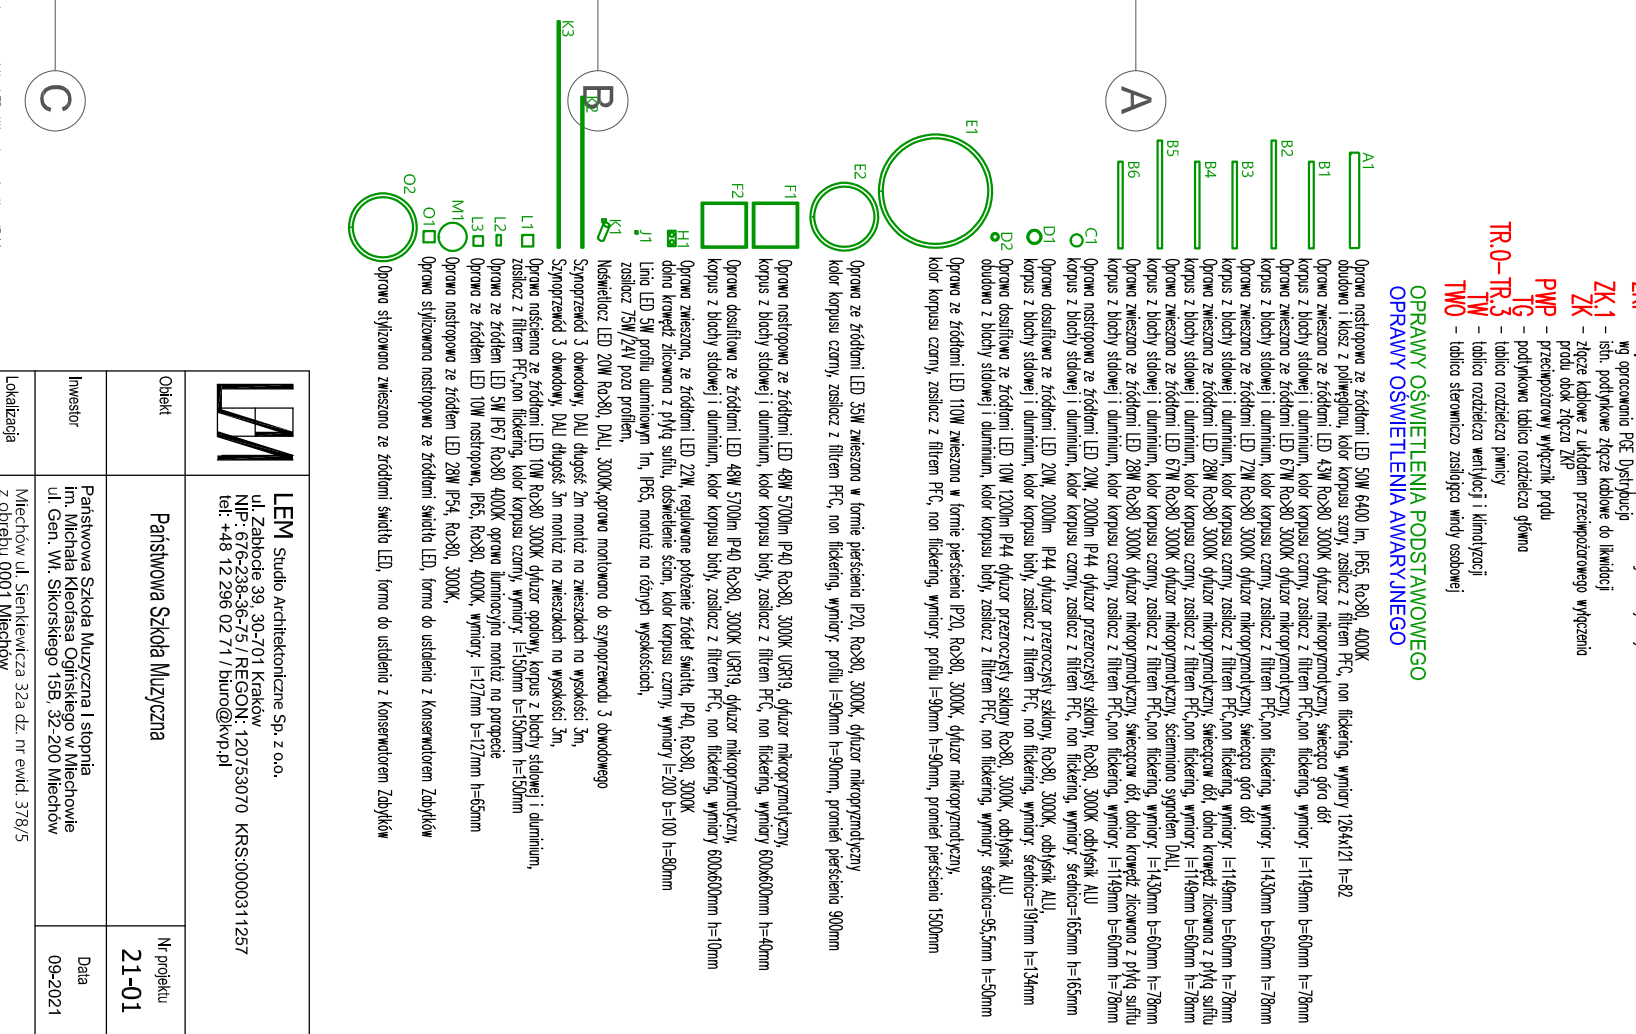 wg opracowania PGE Dystrybucja
ZK.1 - istn. podtynkowe złącze kablowe do likwidacji
ZK - złącze kablowe z układem przeciwpożarowego wyłączenia
prądu obok złącza ZKP
PWP - przeciwpożarowy wyłącznik prądu
TG - podtynkowa tablica rozdzielcza główna
TR.0-TR.3 - tablica rozdzielcza piwnicy
TW - tablica rozdzielcza wentylacji i klimatyzacji
TWO - tablica sterowniczo zasilająca windy osobowej
OPRAWY OŚWIETLENIA PODSTAWOWEGO
OPRAWY OŚWIETLENIA AWARYJNEGO
A
B
C
A1 Oprawa nastropowa ze źródłami LED 50W 6400 lm, IP65, Ra>80, 4000K
obudowa i klosz z poliwęglanu, kolor korpusu szary, zasilacz z filtrem PFC, non flickering, wymiary 1264x121 h=82
B1 Oprawa zwieszana ze źródłami LED 43W Ra>80 3000K dyfuzor mikropryzmatyczny, świecąca góra dół
korpus z blachy stalowej i aluminium, kolor korpusu czarny, zasilacz z filtrem PFC,non flickering, wymiary: l=1149mm b=60mm h=78mm
B2 Oprawa zwieszana ze źródłami LED 67W Ra>80 3000K dyfuzor mikropryzmatyczny,
korpus z blachy stalowej i aluminium, kolor korpusu czarny, zasilacz z filtrem PFC,non flickering, wymiary: l=1430mm b=60mm h=78mm
B3 Oprawa zwieszana ze źródłami LED 72W Ra>80 3000K dyfuzor mikropryzmatyczny, świecąca góra dół
korpus z blachy stalowej i aluminium, kolor korpusu czarny, zasilacz z filtrem PFC,non flickering, wymiary: l=1149mm b=60mm h=78mm
B4 Oprawa zwieszana ze źródłami LED 28W Ra>80 3000K dyfuzor mikropryzmatyczny, świecącaw dół, dolna krawędź zlicowana z płytą sufitu
korpus z blachy stalowej i aluminium, kolor korpusu czarny, zasilacz z filtrem PFC,non flickering, wymiary: l=1149mm b=60mm h=78mm
B5 Oprawa zwieszana ze źródłami LED 67W Ra>80 3000K dyfuzor mikropryzmatyczny, ściemniana sygnałem DALI,
korpus z blachy stalowej i aluminium, kolor korpusu czarny, zasilacz z filtrem PFC,non flickering, wymiary: l=1430mm b=60mm h=78mm
B6 Oprawa zwieszana ze źródłami LED 28W Ra>80 3000K dyfuzor mikropryzmatyczny, świecącaw dół, dolna krawędź zlicowana z płytą sufitu
korpus z blachy stalowej i aluminium, kolor korpusu czarny, zasilacz z filtrem PFC,non flickering, wymiary: l=1149mm b=60mm h=78mm
C1 Oprawa nastropowa ze źródłami LED 20W, 2000lm IP44 dyfuzor przezroczysty szklany, Ra>80, 3000K odbłyśnik ALU
korpus z blachy stalowej i aluminium, kolor korpusu czarny, zasilacz z filtrem PFC, non flickering, wymiary: średnica=165mm h=165mm
D1 Oprawa dosufitowa ze źródłami LED 20W, 2000lm IP44 dyfuzor przezroczysty szklany, Ra>80, 3000K, odbłyśnik ALU,
korpus z blachy stalowej i aluminium, kolor korpusu biały, zasilacz z filtrem PFC, non flickering, wymiary: średnica=191mm h=134mm
D2 Oprawa dosufitowa ze źródłami LED 10W 1200lm IP44 dyfuzor przezroczysty szklany Ra>80, 3000K, odbłyśnik ALU
obudowa z blachy stalowej i aluminium, kolor korpusu biały, zasilacz z filtrem PFC, non flickering, wymiary: średnica=95,5mm h=50mm
E1 Oprawa ze źródłami LED 110W zwieszana w formie pierścienia IP20, Ra>80, 3000K, dyfuzor mikropryzmatyczny,
kolor korpusu czarny, zasilacz z filtrem PFC, non flickering, wymiary: profilu l=90mm h=90mm, promień pierścienia 1500mm
E2 Oprawa ze źródłami LED 35W zwieszana w formie pierścienia IP20, Ra>80, 3000K, dyfuzor mikropryzmatyczny
kolor korpusu czarny, zasilacz z filtrem PFC, non flickering, wymiary: profilu l=90mm h=90mm, promień pierścienia 900mm
F1 Oprawa nastropowa ze źródłami LED 48W 5700lm IP40 Ra>80, 3000K UGR19, dyfuzor mikropryzmatyczny,
korpus z blachy stalowej i aluminium, kolor korpusu biały, zasilacz z filtrem PFC, non flickering, wymiary 600x600mm h=40mm
F2 Oprawa dosufitowa ze źródłami LED 48W 5700lm IP40 Ra>80, 3000K UGR19, dyfuzor mikropryzmatyczny,
korpus z blachy stalowej i aluminium, kolor korpusu biały, zasilacz z filtrem PFC, non flickering, wymiary 600x600mm h=10mm
H1 Oprawa zwieszana, ze źródłami LED 22W, regulowane położenie źródeł światła, IP40, Ra>80, 3000K
dolna krawędź zlicowana z płytą sufitu, doświetlenie ścian, kolor korpusu czarny, wymiary l=200 b=100 h=80mm
J1 Linia LED 5W profilu aluminiowym 1m, IP65, montaż na różnych wysokościach,
zasilacz 75W/24V poza profilem,
K1 Naświetlacz LED 20W Ra>80, DALI, 3000K,oprawa montowana do szynoprzewodu 3 obwodowego
K2 Szynoprzewód 3 obwodowy, DALI długość 2m montaż na zwieszakach na wysokości 3m,
K3 Szynoprzewód 3 obwodowy, DALI długość 3m montaż na zwieszakach na wysokości 3m,
L1 Oprawa naścienna ze źródłami LED 10W Ra>80 3000K dyfuzor opalowy, korpus z blachy stalowej i aluminium,
zasilacz z filtrem PFC,non flickering, kolor korpusu czarny, wymiary: l=150mm b=150mm h=150mm
L2 Oprawa ze źródłem LED 5W IP67 Ra>80 4000K oprawa iluminacyjna montaż na parapecie
L3 Oprawa ze źródłem LED 10W nastropowa, IP65, Ra>80, 4000K, wymiary: l=127mm b=127mm h=65mm
M1 Oprawa nastropowa ze źródłem LED 28W IP54, Ra>80, 3000K,
O1 Oprawa stylizowana nastropowa ze źródłami światła LED, forma do ustalenia z Konserwatorem Zabytków
O2 Oprawa stylizowana zwieszana ze źródłami światła LED, forma do ustalenia z Konserwatorem Zabytków
LEM Studio Architektoniczne Sp. z o.o.
ul. Zabłocie 39, 30-701 Kraków
NIP: 676-238-36-75 / REGON: 120753070 KRS:0000311257
tel: +48 12 296 02 71 / biuro@kvp.pl
Obiekt
Państwowa Szkoła Muzyczna
Nr projektu
21-01
Inwestor
Państwowa Szkoła Muzyczna I stopnia
im. Michała Kleofasa Ogińskiego w Miechowie
ul. Gen. Wł. Sikorskiego 16B, 32-200 Miechów
Data
09-2021
Lokalizacja
Miechów ul. Sienkiewicza 32a dz. nr ewid. 378/5
z obrębu 0001 Miechów